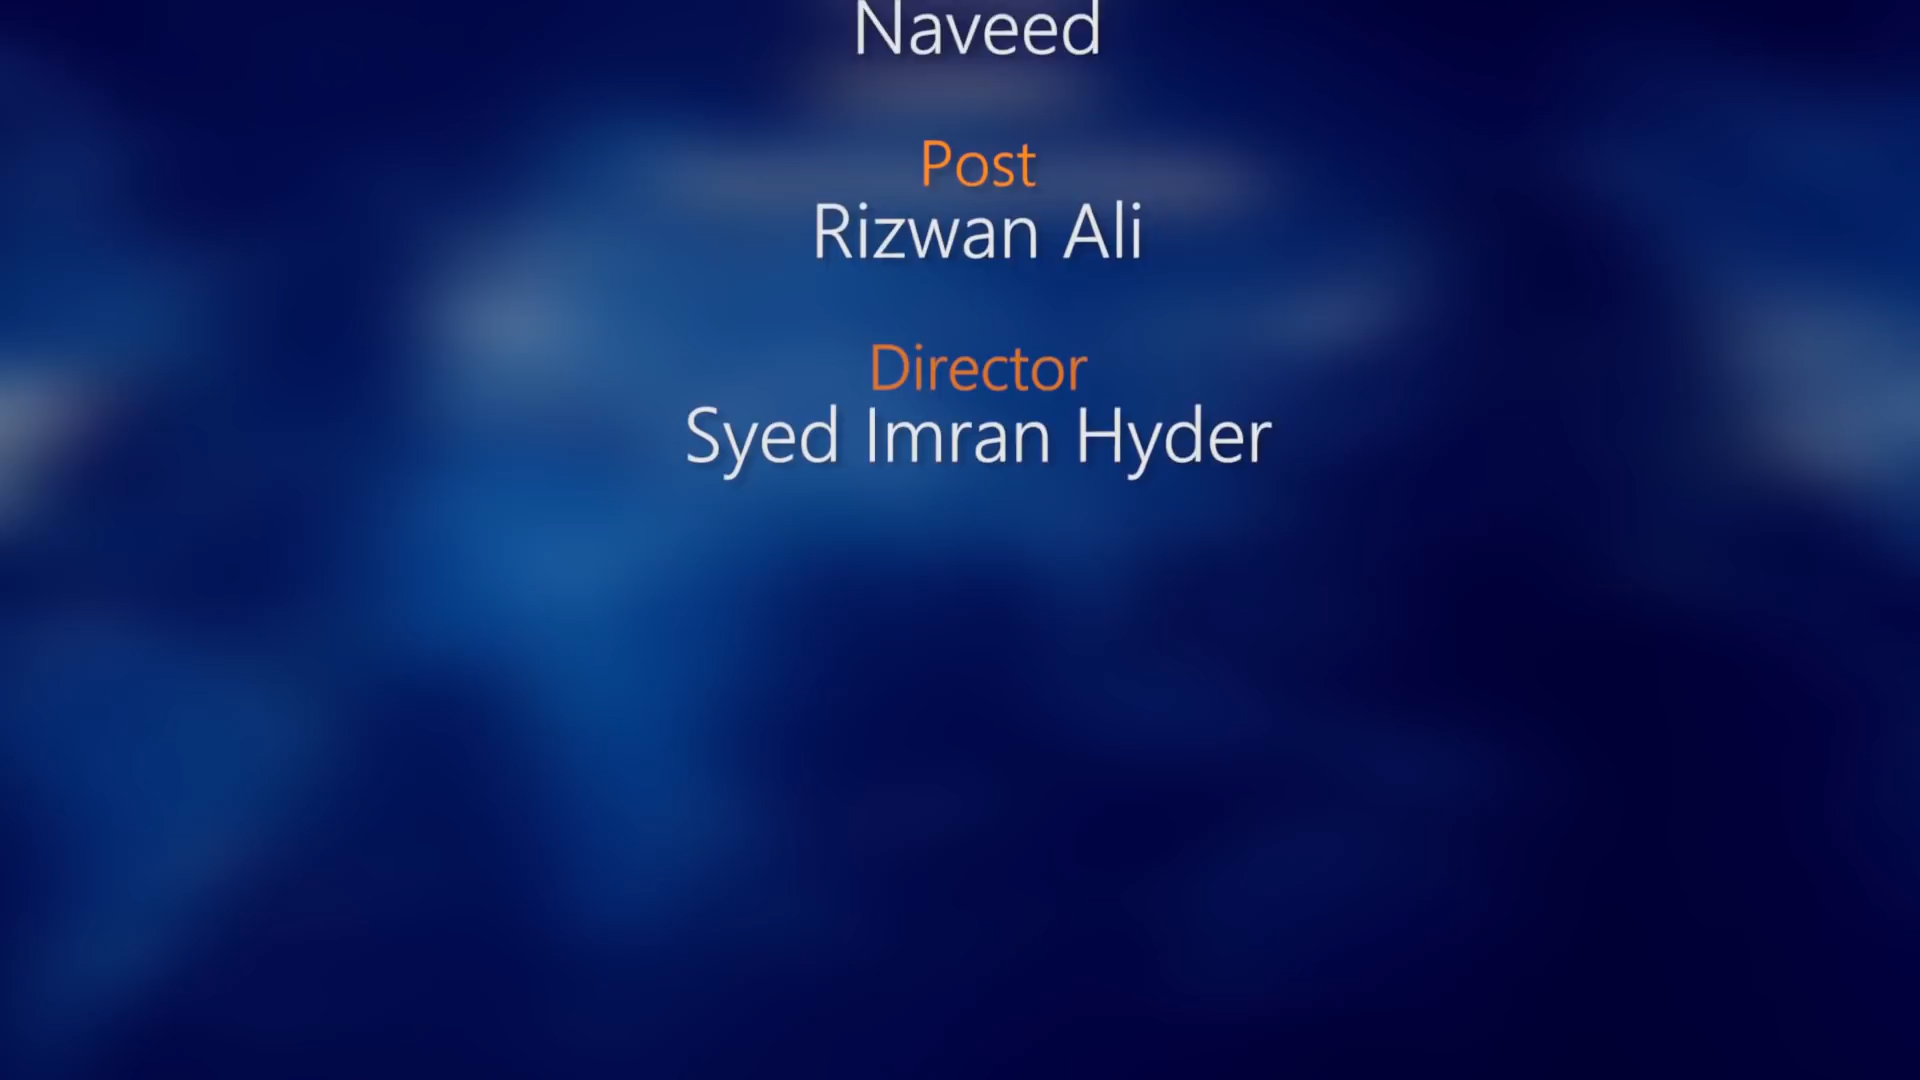 Naveed
Post
Rizwan Ali
Director
Syed Imran Hyder